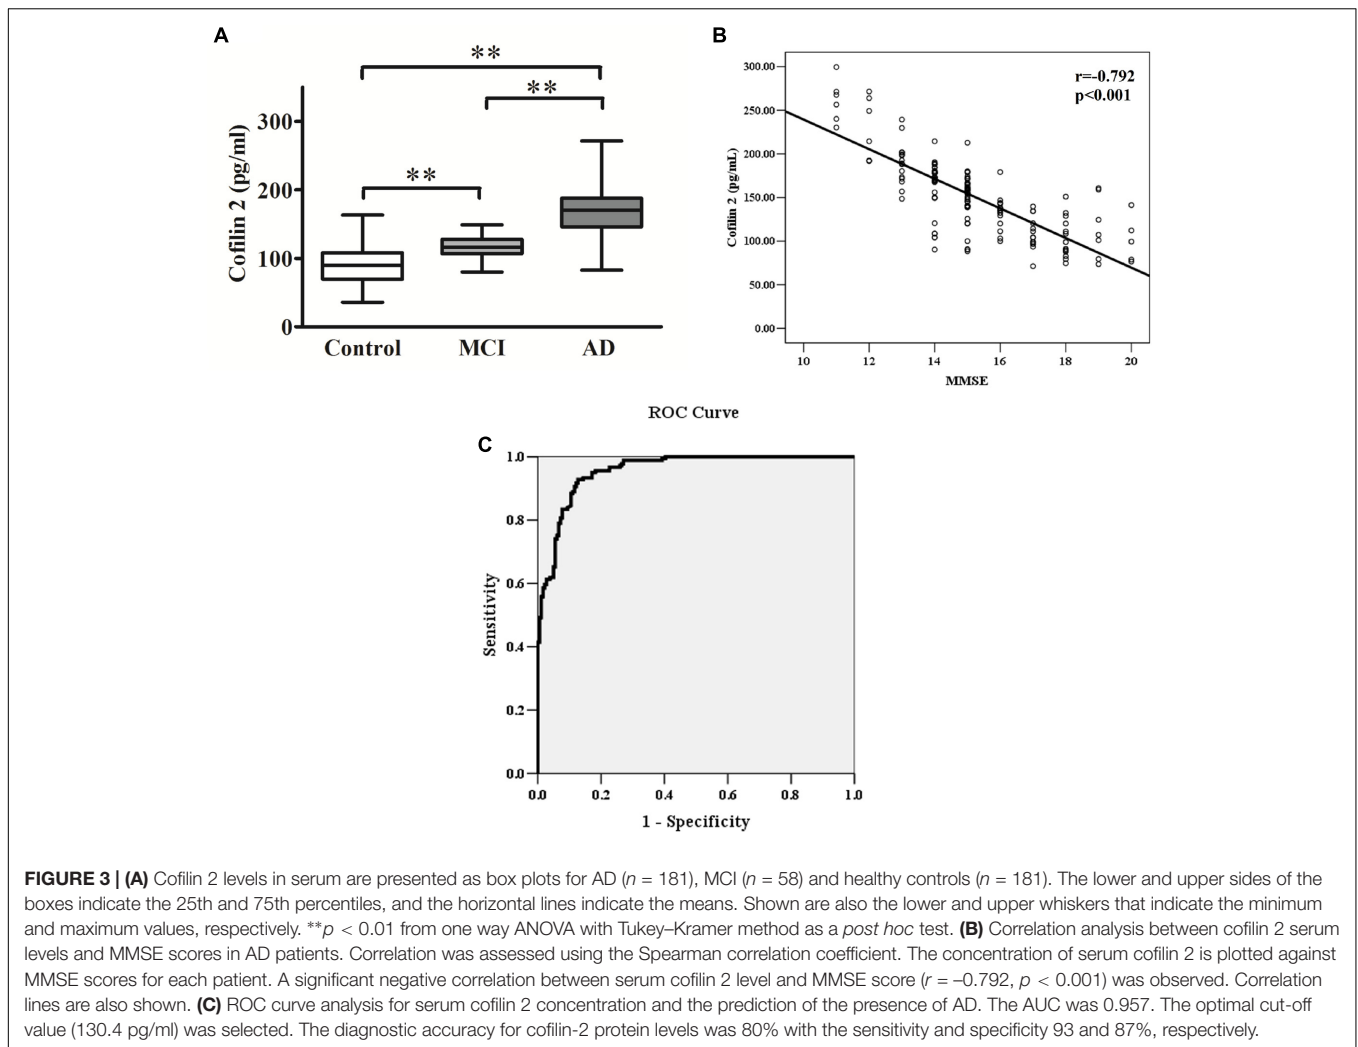 A
**
**
**
Cofilin 2 (pg/ml)
300
200
100
0
Control MCI AD
B
r=-0.792
p<0.001
Cofilin 2 (pg/mL)
300.00
250.00
200.00
150.00
100.00
50.00
0.00
10 12 14 16 18 20
MMSE
ROC Curve
C
Sensitivity
1.0
0.8
0.6
0.4
0.2
0.0
0.0 0.2 0.4 0.6 0.8 1.0
1 - Specificity
FIGURE 3 | (A) Cofilin 2 levels in serum are presented as box plots for AD (n = 181), MCI (n = 58) and healthy controls (n = 181). The lower and upper sides of the
boxes indicate the 25th and 75th percentiles, and the horizontal lines indicate the means. Shown are also the lower and upper whiskers that indicate the minimum
and maximum values, respectively. **p < 0.01 from one way ANOVA with Tukey–Kramer method as a post hoc test. (B) Correlation analysis between cofilin 2 serum
levels and MMSE scores in AD patients. Correlation was assessed using the Spearman correlation coefficient. The concentration of serum cofilin 2 is plotted against
MMSE scores for each patient. A significant negative correlation between serum cofilin 2 level and MMSE score (r = –0.792, p < 0.001) was observed. Correlation
lines are also shown. (C) ROC curve analysis for serum cofilin 2 concentration and the prediction of the presence of AD. The AUC was 0.957. The optimal cut-off
value (130.4 pg/ml) was selected. The diagnostic accuracy for cofilin-2 protein levels was 80% with the sensitivity and specificity 93 and 87%, respectively.